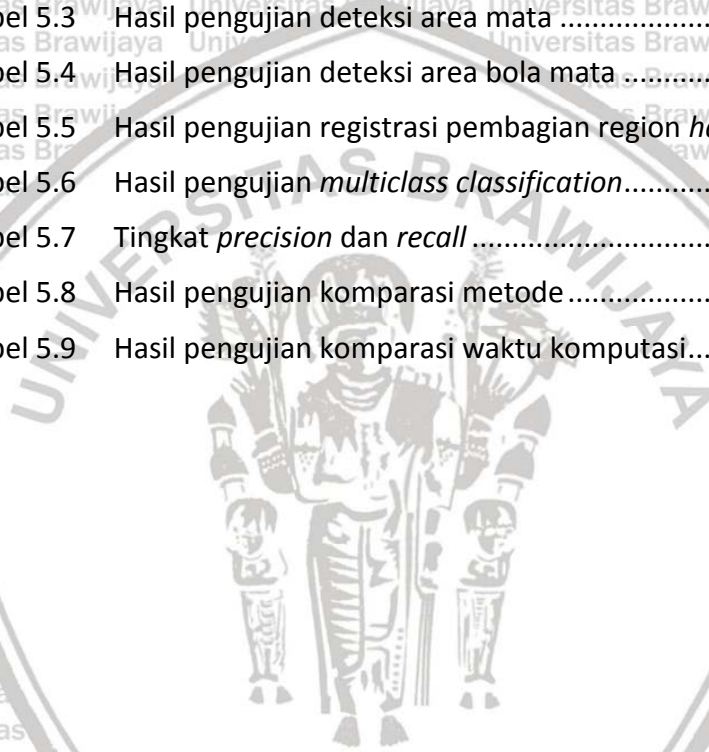 bel 5.3 Hasil pengujian deteksi area mata ....................
bel 5.4 Hasil pengujian deteksi area bola mata ............
bel 5.5 Hasil pengujian registrasi pembagian region
bel 5.6 Hasil pengujian multiclass classification............
bel 5.7 Tingkat precision dan recall ...............................
bel 5.8 Hasil pengujian komparasi metode ..................
bel 5.9 Hasil pengujian komparasi waktu komputasi...
UNIVERSITAS BRAWIJAYA